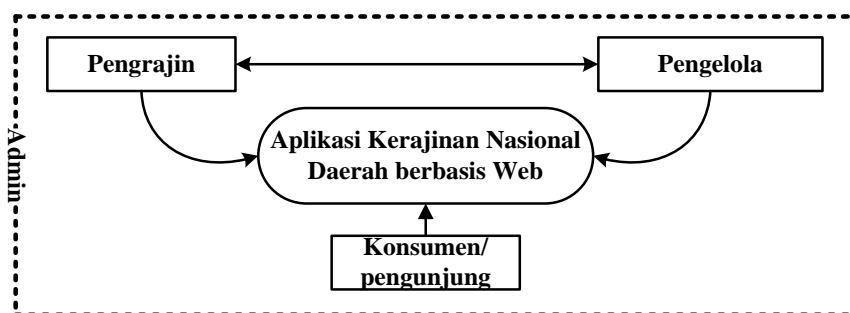 Pengrajin
Pengelola
Admin
Aplikasi Kerajinan Nasional
Daerah berbasis Web
Konsumen/
pengunjung